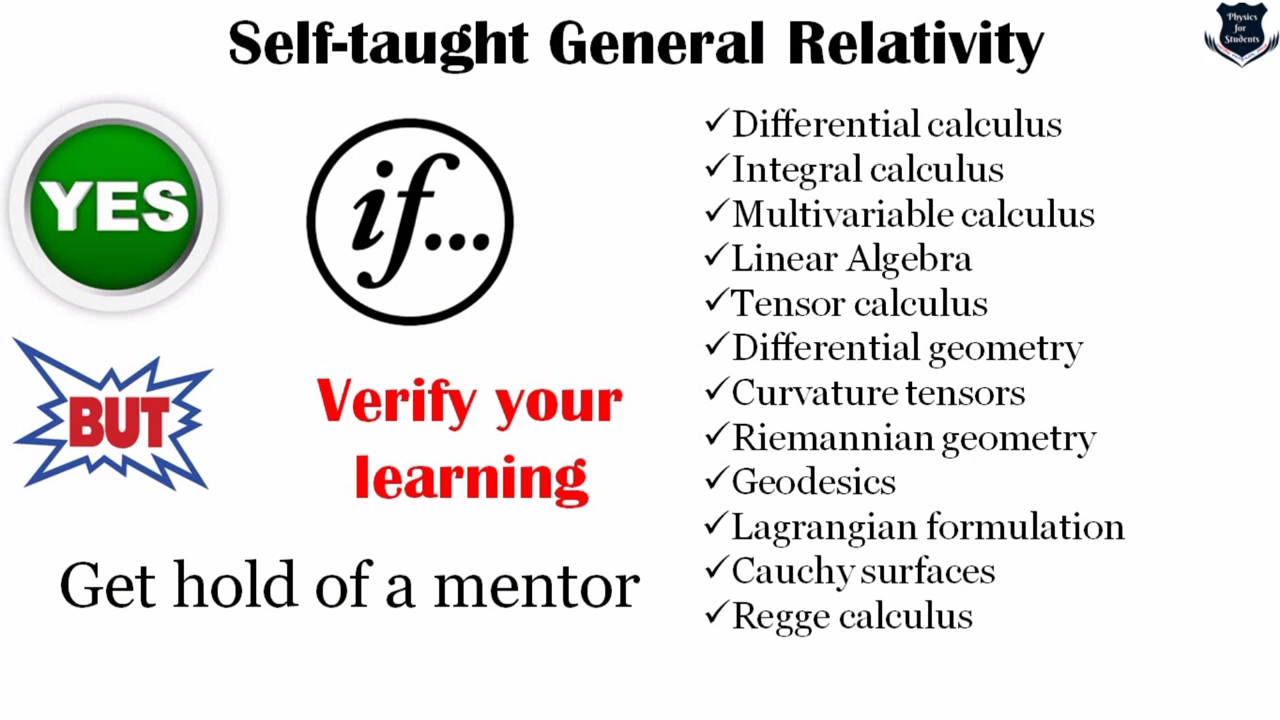 Self-taught General Relativity
Physics
for
Students
YES
if...
BUT
Verify your
learning
Get hold of a mentor
✓Differential calculus
✓Integral calculus
✓Multivariable calculus
✓Linear Algebra
✓Tensor calculus
✓Differential geometry
✓Curvature tensors
✓Riemannian geometry
✓Geodesics
✓Lagrangian formulation
✓Cauchy surfaces
✓Regge calculus